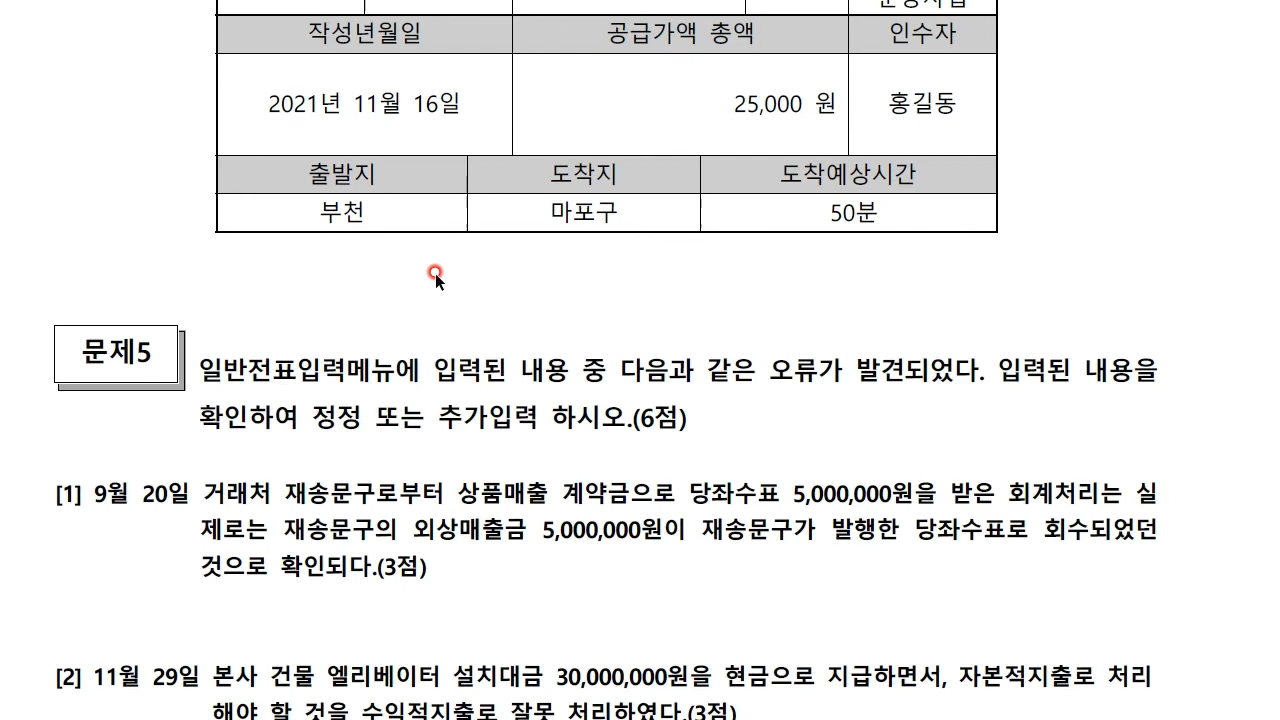 작성년월일 공급가액 총액 인수자
2021년 11월 16일 25,000 원 홍길동
출발지 도착지 도착예상시간
부천 마포구 50분
문제5
일반전표입력메뉴에 입력된 내용 중 다음과 같은 오류가 발견되었다. 입력된 내용을
확인하여 정정 또는 추가입력 하시오.(6점)
[1] 9월 20일 거래처 재송문구로부터 상품매출 계약금으로 당좌수표 5,000,000원을 받은 회계처리는 실
제로는 재송문구의 외상매출금 5,000,000원이 재송문구가 발행한 당좌수표로 회수되었던
것으로 확인되다.(3점)
[2] 11월 29일 본사 건물 엘리베이터 설치대금 30,000,000원을 현금으로 지급하면서, 자본적지출로 처리
해야 할 것을 수익적지출로 잘못 처리하였다.(3점)